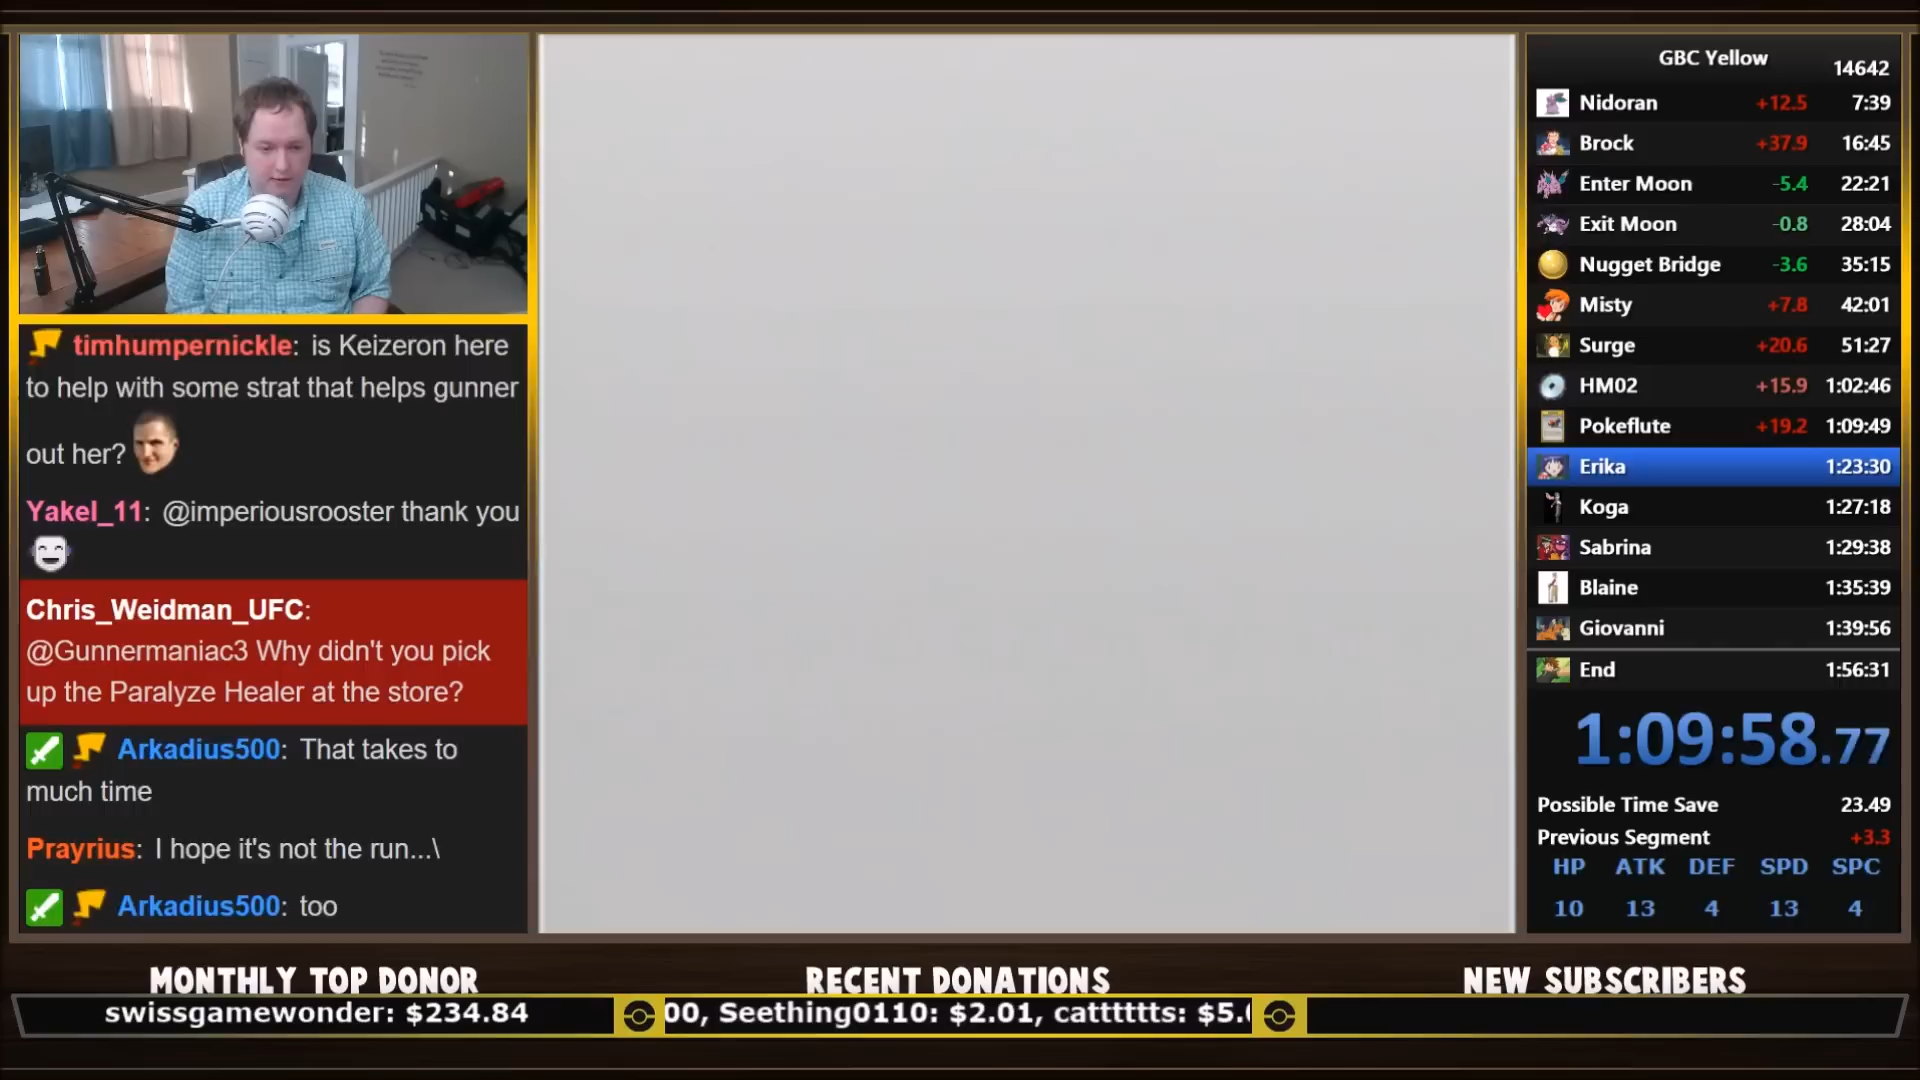 timhumpernickle: is Keizeron here
to help with some strat that helps gunner
out her?
Yakel_11: @imperiousrooster thank you
Chris_Weidman_UFC:
@Gunnermaniac3 Why didn't you pick
up the Paralyze Healer at the store?
Arkadius500: That takes to
much time
Prayrius: I hope it's not the run...\
Arkadius500: too
GBC Yellow 14642
Nidoran +12.5 7:39
Brock +37.9 16:45
Enter Moon -5.4 22:21
Exit Moon -0.8 28:04
Nugget Bridge -3.6 35:15
Misty +7.8 42:01
Surge +20.6 51:27
HM02 +15.9 1:02:46
Pokeflute +19.2 1:09:49
Erika 1:23:30
Koga 1:27:18
Sabrina 1:29:38
Blaine 1:35:39
Giovanni 1:39:56
End 1:56:31
1:09:58.77
Possible Time Save 23.49
Previous Segment +3.3
HP ATK DEF SPD SPC
10 13 4 13 4
MONTHLY TOP DONOR
swissgamewonder: $234.84
RECENT DONATIONS
00, Seething0110: $2.01, catttttts: $5.
NEW SUBSCRIBERS